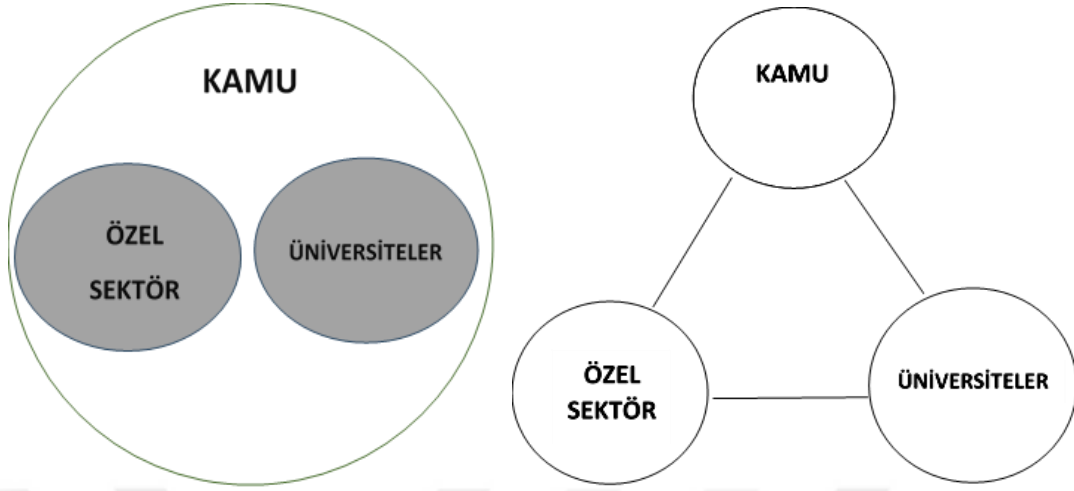 KAMU
ÖZEL
SEKTÖR
ÜNİVERSİTELER
KAMU
ÖZEL
SEKTÖR
ÜNİVERSİTELER